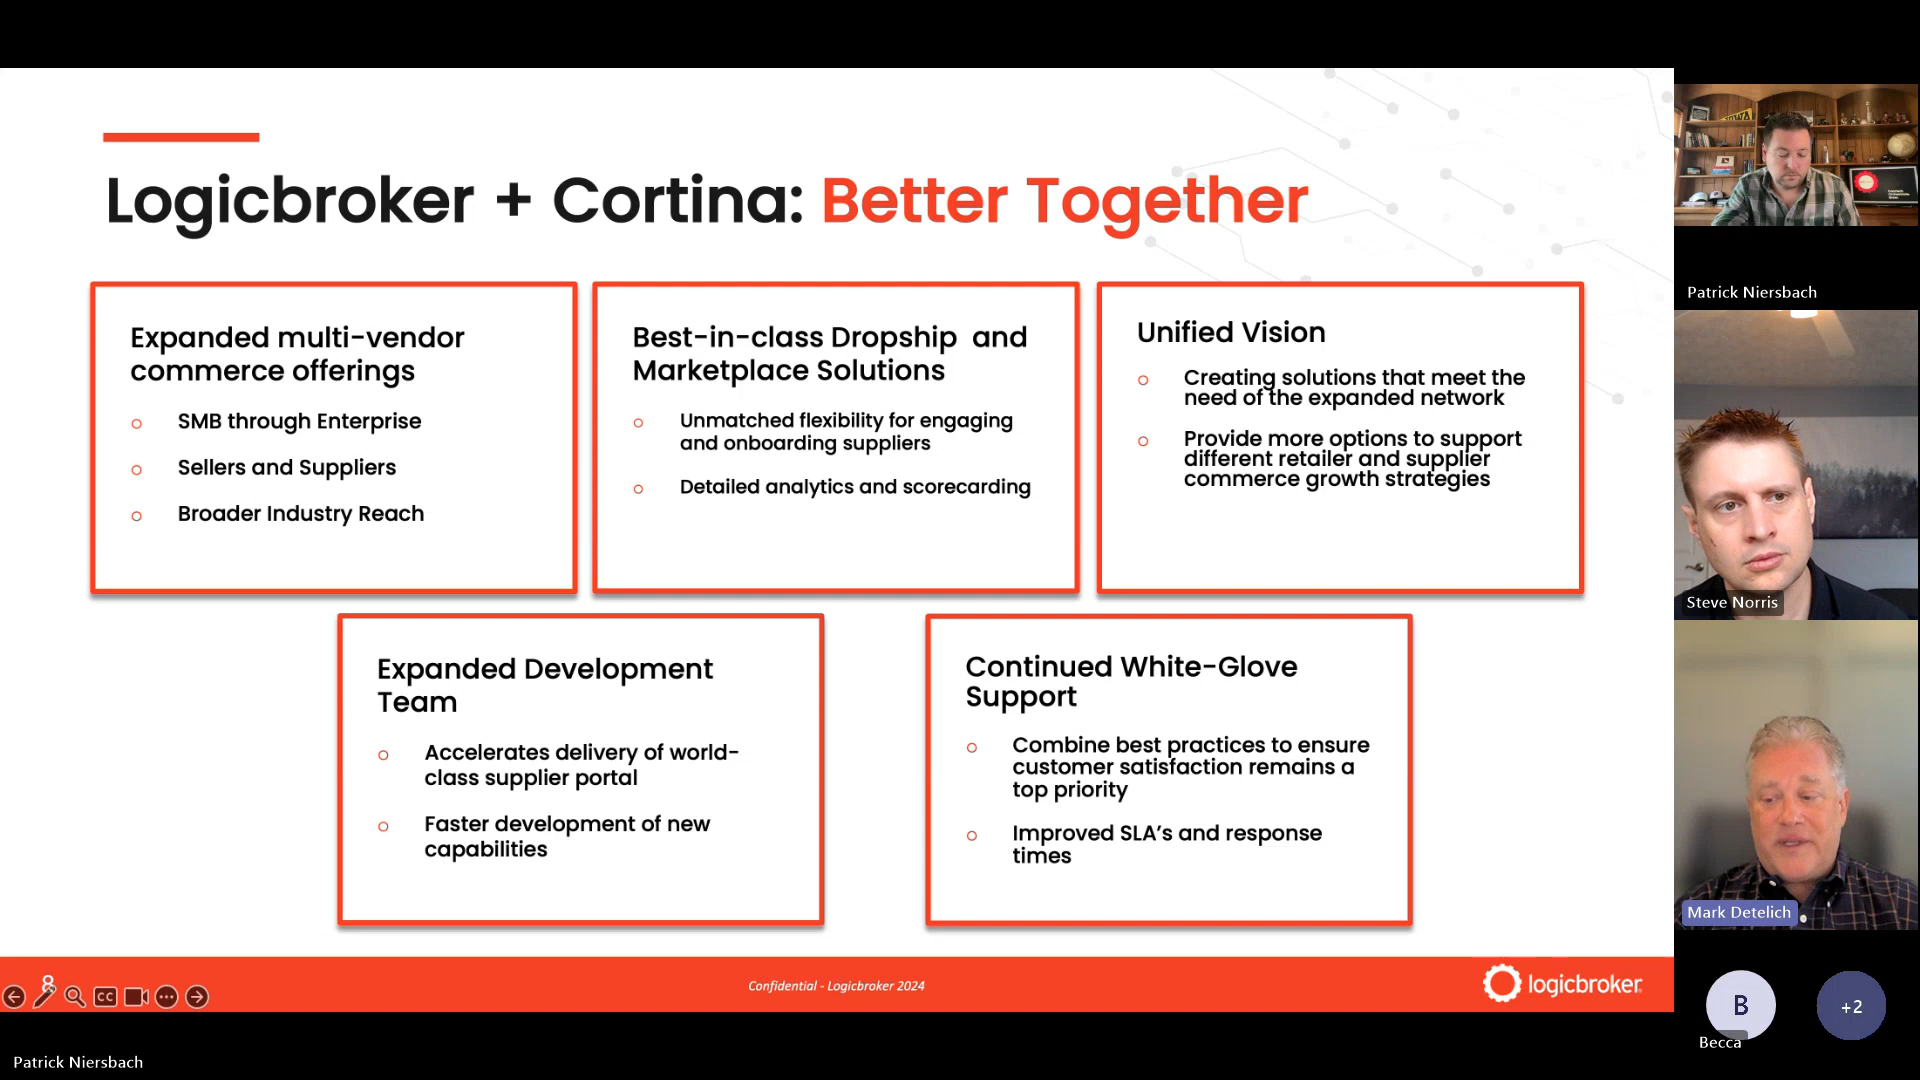 Logicbroker + Cortina: Better Together
Expanded multi-vendor
commerce offerings
SMB through Enterprise
Sellers and Suppliers
Broader Industry Reach
Best-in-class Dropship and
Marketplace Solutions
Unmatched flexibility for engaging
and onboarding suppliers
Detailed analytics and scorecarding
Unified Vision
Creating solutions that meet the
need of the expanded network
Provide more options to support
different retailer and supplier
commerce growth strategies
Expanded Development
Team
Accelerates delivery of world-
class supplier portal
Faster development of new
capabilities
Continued White-Glove
Support
Combine best practices to ensure
customer satisfaction remains a
top priority
Improved SLA's and response
times
8
CC
Confidential - Logicbroker 2024
logicbroker
Patrick Niersbach
IOWA
Patrick Niersbach
Steve Norris
Mark Detelich
B
Becca
+2